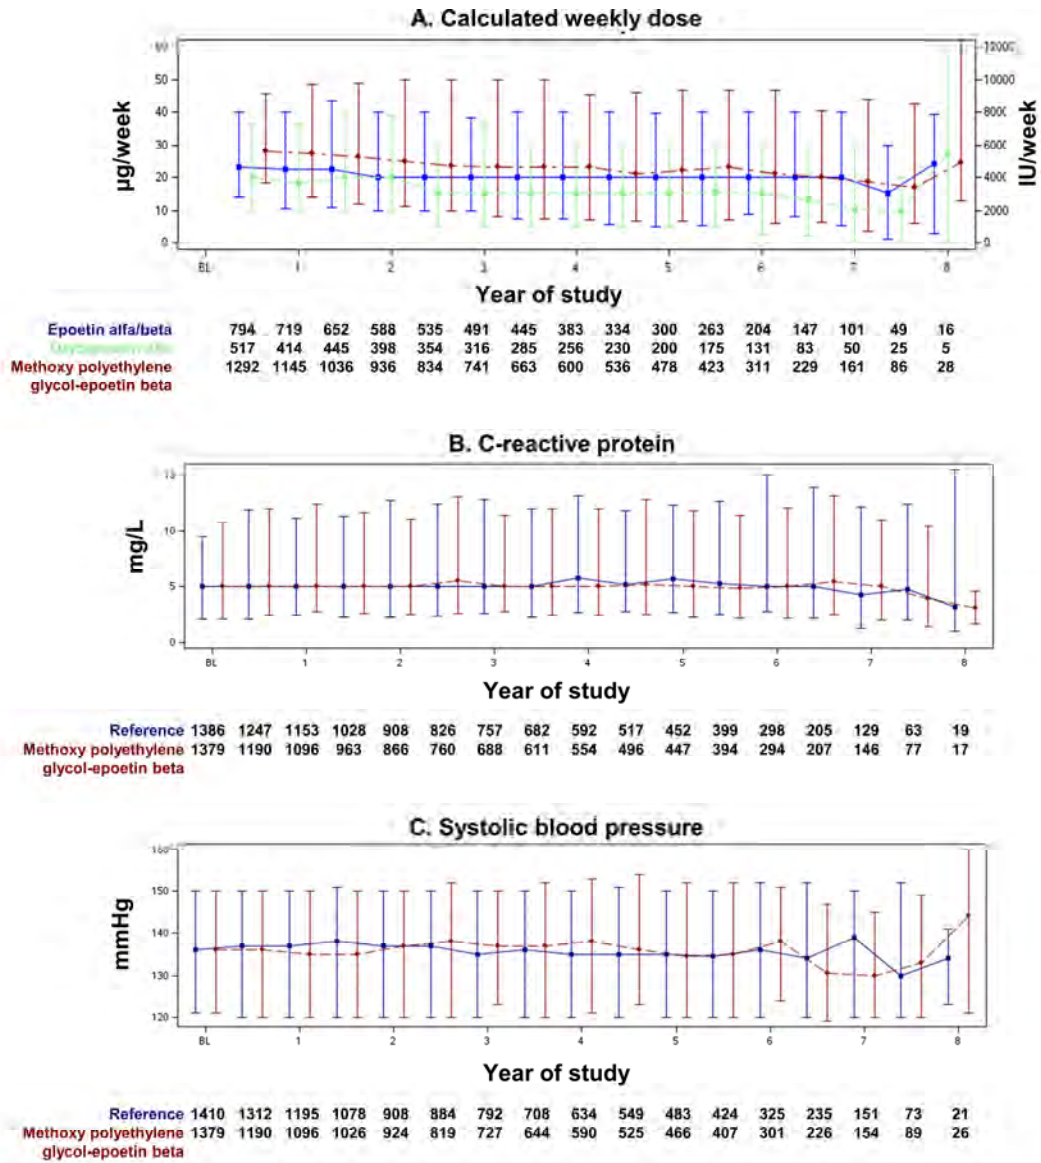 A. Calculated weekly dose
60 50 40 30 20 10 0
µg/week
12000 10000 8000 6000 4000 2000 0
IU/week
BL 1 2 3 4 5 6 7 8
Year of study
Epoetin alfa/beta 794 719 652 588 535 491 445 383 334 300 263 204 147 101 49 16
517 414 445 398 354 316 285 256 230 200 175 131 83 50 25 5
Methoxy polyethylene 1292 1145 1036 936 834 741 663 600 536 478 423 311 229 161 86 28
glycol-epoetin beta
B. C-reactive protein
15 10 5 0
mg/L
BL 1 2 3 4 5 6 7 8
Year of study
Reference 1386 1247 1153 1028 908 826 757 682 592 517 452 399 298 205 129 63 19
Methoxy polyethylene 1379 1190 1096 963 866 760 688 611 554 496 447 394 294 207 146 77 17
glycol-epoetin beta
C. Systolic blood pressure
160 150 140 130 120
mmHg
BL 1 2 3 4 5 6 7 8
Year of study
Reference 1410 1312 1195 1078 908 884 792 708 634 549 483 424 325 235 151 73 21
Methoxy polyethylene 1379 1190 1096 1026 924 819 727 644 590 525 466 407 301 226 154 89 26
glycol-epoetin beta